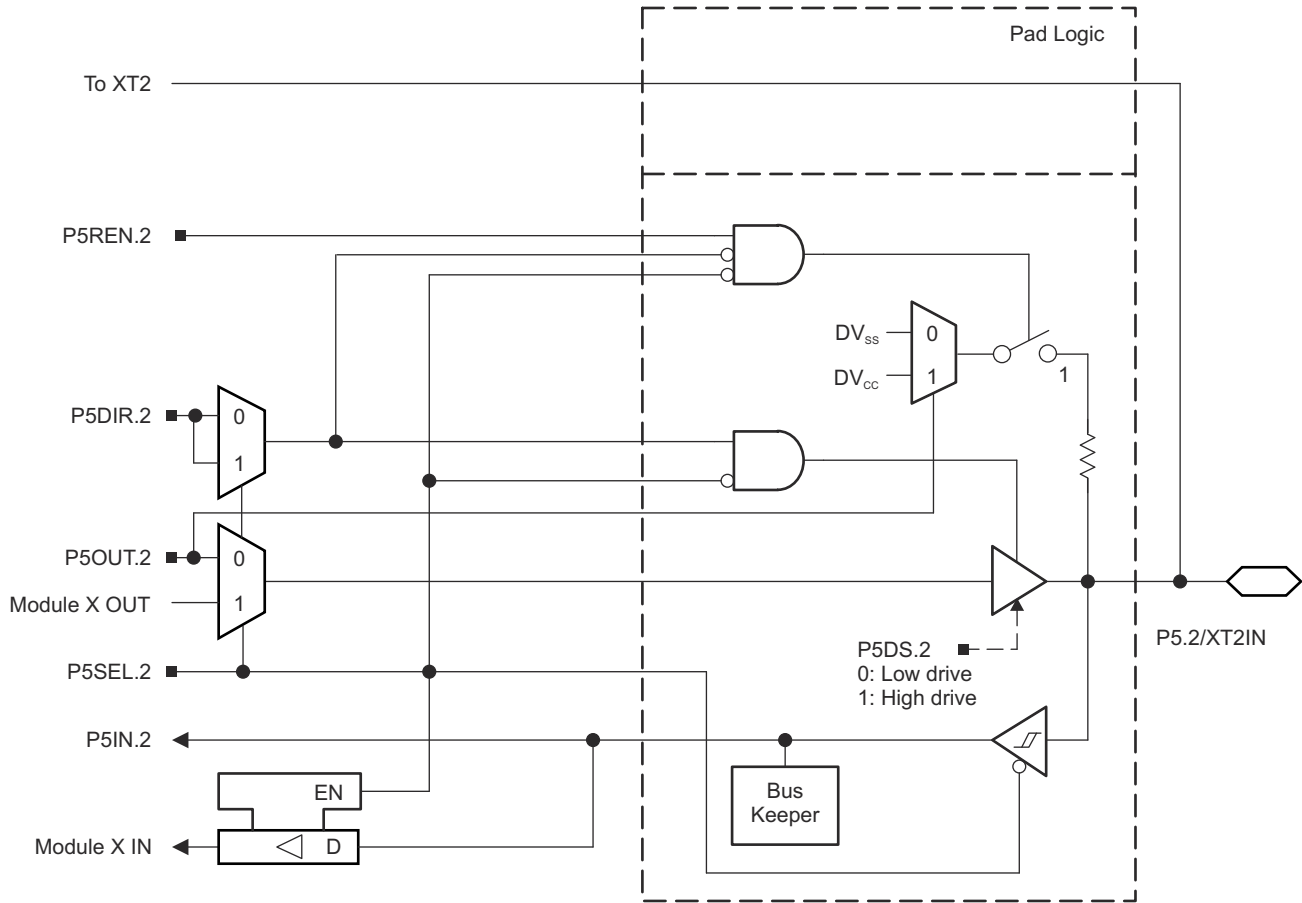 Pad Logic
To XT2
P5REN.2
DVSS
0
DVCC
1
1
P5DIR.2
0
1
P5OUT.2
0
Module X OUT
1
P5SEL.2
P5DS.2
0: Low drive
1: High drive
P5.2/XT2IN
P5IN.2
EN
Bus
Keeper
Module X IN
D